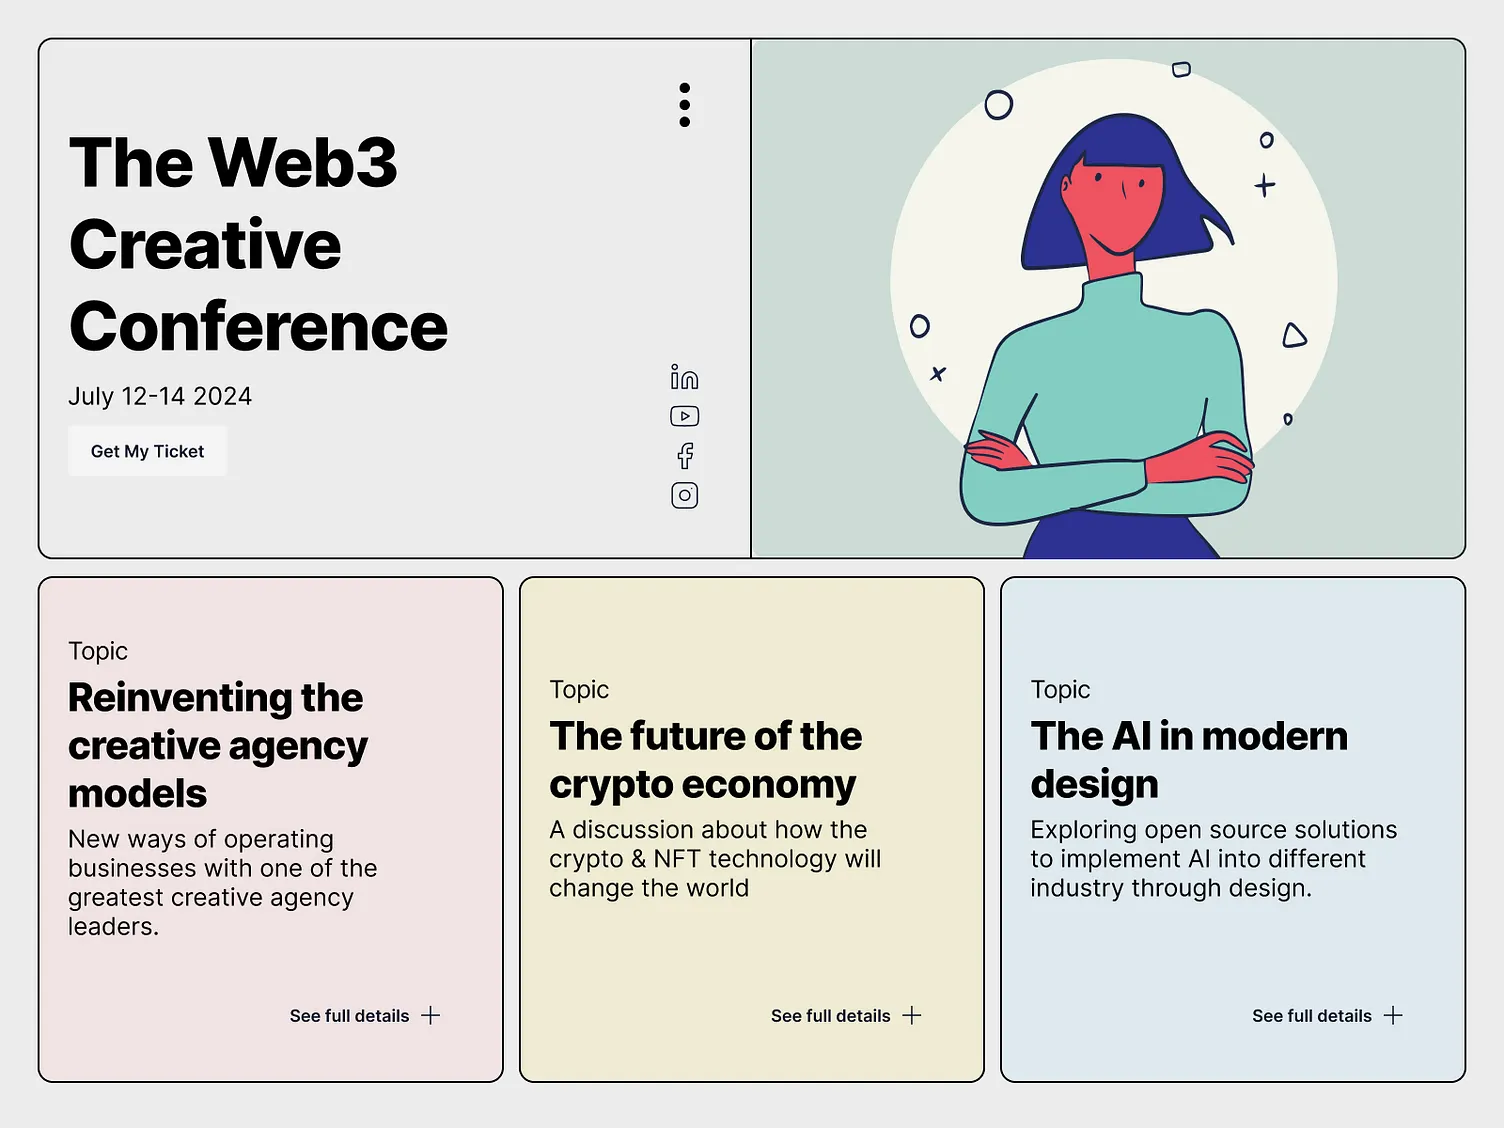 The Web3
Creative
Conference
July 12-14 2024
Get My Ticket
Topic
Reinventing the
creative agency
models
New ways of operating
businesses with one of the
greatest creative agency
leaders.
See full details
Topic
The future of the
crypto economy
A discussion about how the
crypto & NFT technology will
change the world
See full details
Topic
The AI in modern
design
Exploring open source solutions
to implement AI into different
industry through design.
See full details